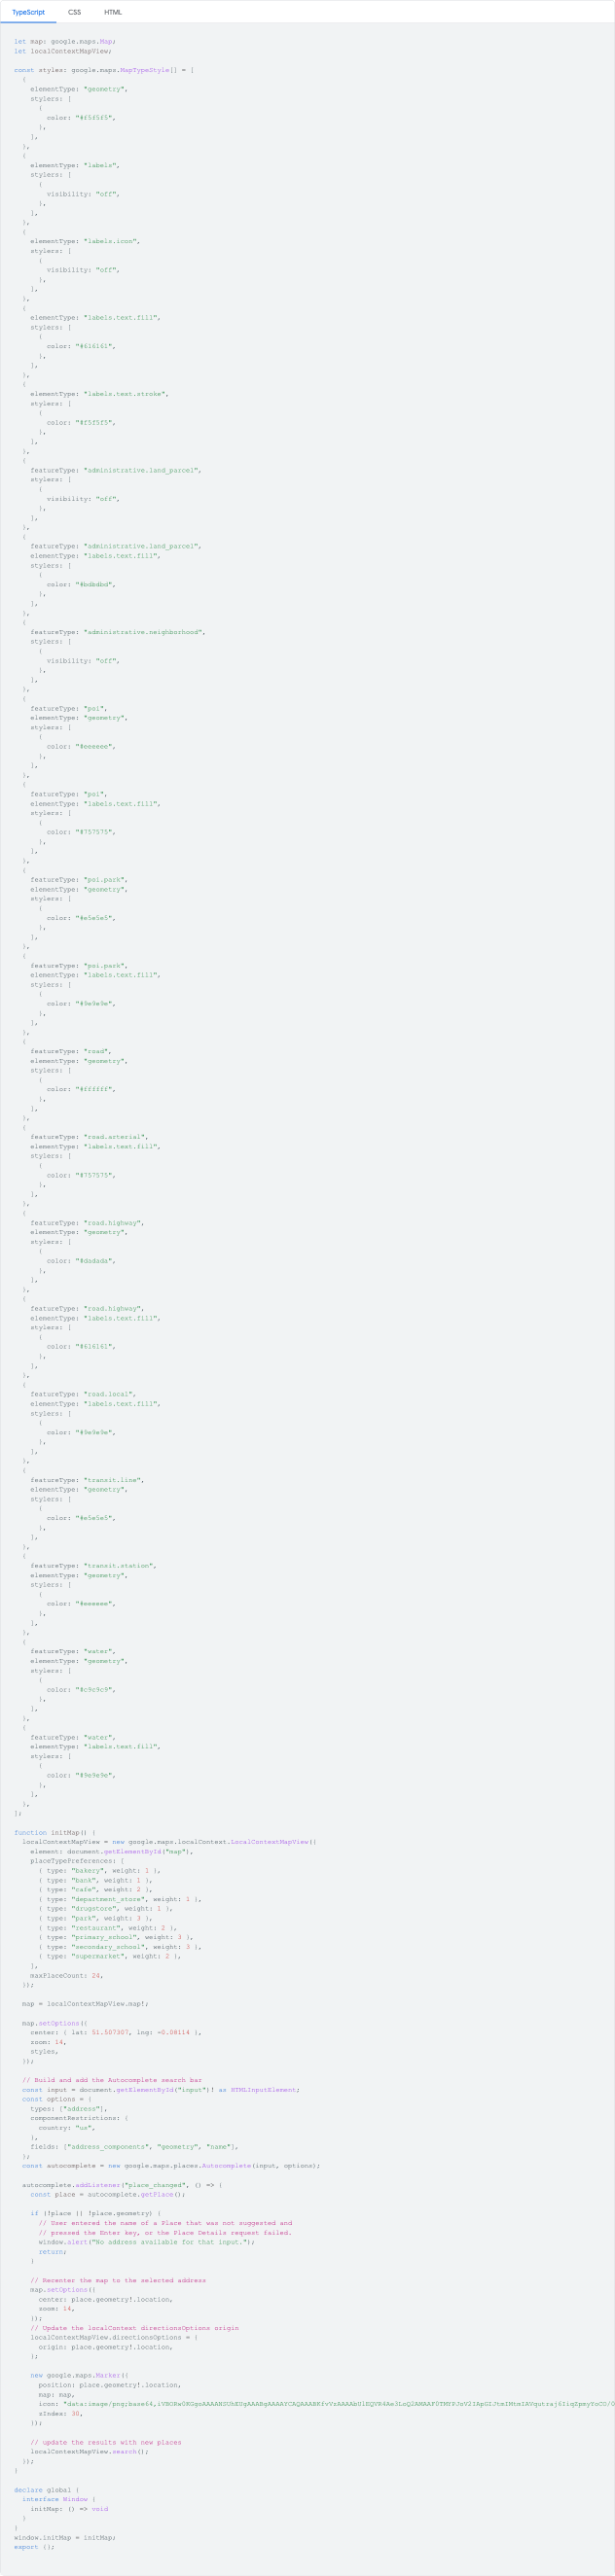 TypeScript CSS HTML
let map: google.maps.Map;
let localContextMapView;
const styles: google.maps.MapTypeStyle[] = [
{
elementType: "geometry",
stylers: [
{
color: "#f5f5f5",
},
],
},
{
elementType: "labels",
stylers: [
{
visibility: "off",
},
],
},
{
elementType: "labels.icon",
stylers: [
{
visibility: "off",
},
],
},
{
elementType: "labels.text.fill",
stylers: [
{
color: "#616161",
},
],
},
{
elementType: "labels.text.stroke",
stylers: [
{
color: "#f5f5f5",
},
],
},
{
featureType: "administrative.land_parcel",
stylers: [
{
visibility: "off",
},
],
},
{
featureType: "administrative.land_parcel",
elementType: "labels.text.fill",
stylers: [
{
color: "#bdbdbd",
},
],
},
{
featureType: "administrative.neighborhood",
stylers: [
{
visibility: "off",
},
],
},
{
featureType: "poi",
elementType: "geometry",
stylers: [
{
color: "#eeeeee",
},
],
},
{
featureType: "poi",
elementType: "labels.text.fill",
stylers: [
{
color: "#757575",
},
],
},
{
featureType: "poi.park",
elementType: "geometry",
stylers: [
{
color: "#e5e5e5",
},
],
},
{
featureType: "poi.park",
elementType: "labels.text.fill",
stylers: [
{
color: "#9e9e9e",
},
],
},
{
featureType: "road",
elementType: "geometry",
stylers: [
{
color: "#ffffff",
},
],
},
{
featureType: "road.arterial",
elementType: "labels.text.fill",
stylers: [
{
color: "#757575",
},
],
},
{
featureType: "road.highway",
elementType: "geometry",
stylers: [
{
color: "#dadada",
},
],
},
{
featureType: "road.highway",
elementType: "labels.text.fill",
stylers: [
{
color: "#616161",
},
],
},
{
featureType: "road.local",
elementType: "labels.text.fill",
stylers: [
{
color: "#9e9e9e",
},
],
},
{
featureType: "transit.line",
elementType: "geometry",
stylers: [
{
color: "#e5e5e5",
},
],
},
{
featureType: "transit.station",
elementType: "geometry",
stylers: [
{
color: "#eeeeee",
},
],
},
{
featureType: "water",
elementType: "geometry",
stylers: [
{
color: "#c9c9c9",
},
],
},
{
featureType: "water",
elementType: "labels.text.fill",
stylers: [
{
color: "#9e9e9e",
},
],
},
];
function initMap() {
localContextMapView = new google.maps.localContext.LocalContextMapView({
element: document.getElementById("map"),
placeTypePreferences: [
{ type: "bakery", weight: 1 },
{ type: "bank", weight: 1 },
{ type: "cafe", weight: 2 },
{ type: "department_store", weight: 1 },
{ type: "drugstore", weight: 1 },
{ type: "park", weight: 3 },
{ type: "restaurant", weight: 2 },
{ type: "primary_school", weight: 3 },
{ type: "secondary_school", weight: 3 },
{ type: "supermarket", weight: 2 },
],
maxPlaceCount: 24,
});
map = localContextMapView.map!;
map.setOptions({
center: { lat: 51.507307, lng: -0.08114 },
zoom: 14,
styles,
});
// Build and add the Autocomplete search bar
const input = document.getElementById("input")! as HTMLInputElement;
const options = {
types: ["address"],
componentRestrictions: {
country: "us",
},
fields: ["address_components", "geometry", "name"],
};
const autocomplete = new google.maps.places.Autocomplete(input, options);
autocomplete.addListener("place_changed", () => {
const place = autocomplete.getPlace();
if (!place || !place.geometry) {
// User entered the name of a Place that was not suggested and
// pressed the Enter key, or the Place Details request failed.
window.alert("No address available for that input.");
return;
}
// Recenter the map to the selected address
map.setOptions({
center: place.geometry!.location,
zoom: 14,
});
// Update the localContext directionsOptions origin
localContextMapView.directionsOptions = {
origin: place.geometry!.location,
};
new google.maps.Marker({
position: place.geometry!.location,
map: map,
icon: "data:image/png;base64,
zIndex: 30,
});
// update the results with new places
localContextMapView.search();
});
}
declare global {
interface Window {
initMap: () => void
}
}
window.initMap = initMap;
export {};